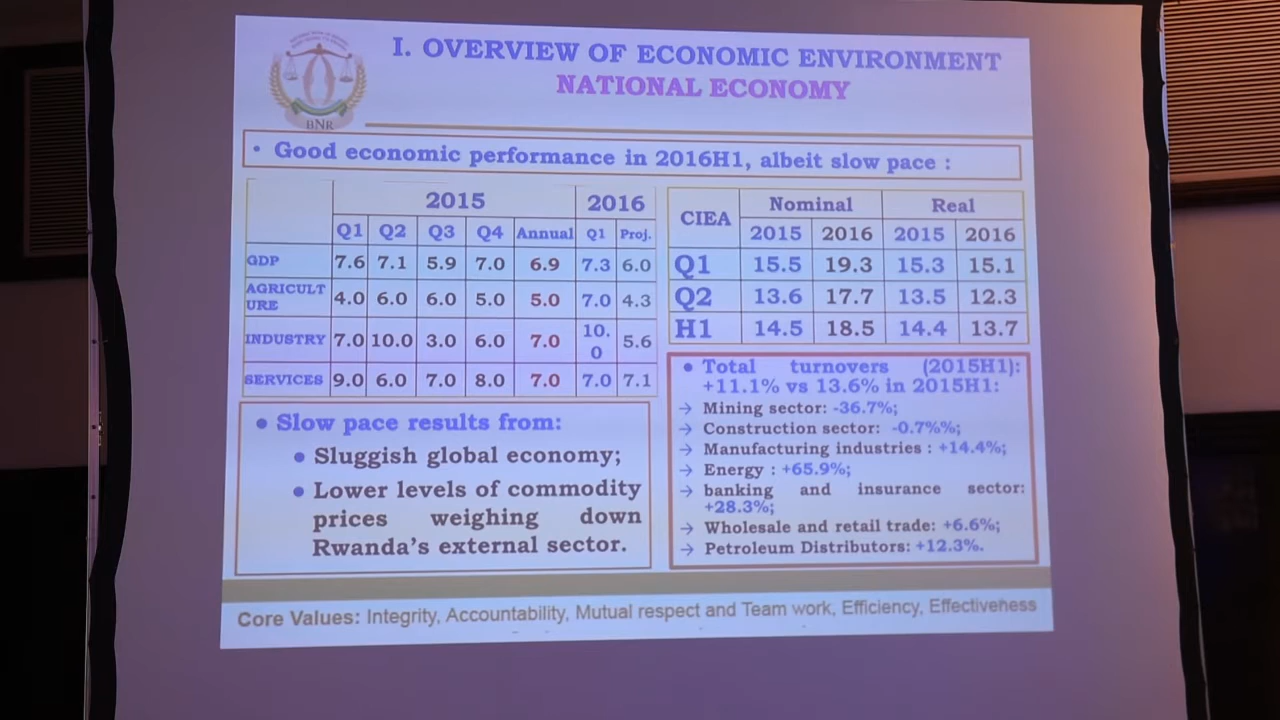 I. OVERVIEW OF ECONOMIC ENVIRONMENT
NATIONAL ECONOMY
BNR
• Good economic performance in 2016H1, albeit slow pace :
2015 2016
Q1 Q2 Q3 Q4 Annual Q1 Proj.
GDP 7.6 7.1 5.9 7.0 6.9 7.3 6.0
AGRICULT
URE 4.0 6.0 6.0 5.0 5.0 7.0 4.3
INDUSTRY 7.0 10.0 3.0 6.0 7.0 10.
0 5.6
SERVICES 9.0 6.0 7.0 8.0 7.0 7.0 7.1
CIEA Nominal Real
2015 2016 2015 2016
Q1 15.5 19.3 15.3 15.1
Q2 13.6 17.7 13.5 12.3
H1 14.5 18.5 14.4 13.7
• Slow pace results from:
• Sluggish global economy;
• Lower levels of commodity
prices weighing down
Rwanda's external sector.
• Total turnovers (2015H1):
+11.1% vs 13.6% in 2015H1:
→ Mining sector: -36.7%;
→ Construction sector: -0.7%%;
→ Manufacturing industries : +14.4%;
→ Energy : +65.9%;
→ banking and insurance sector:
+28.3%;
→ Wholesale and retail trade: +6.6%;
→ Petroleum Distributors: +12.3%.
Core Values: Integrity, Accountability, Mutual respect and Team work, Efficiency, Effectiveness